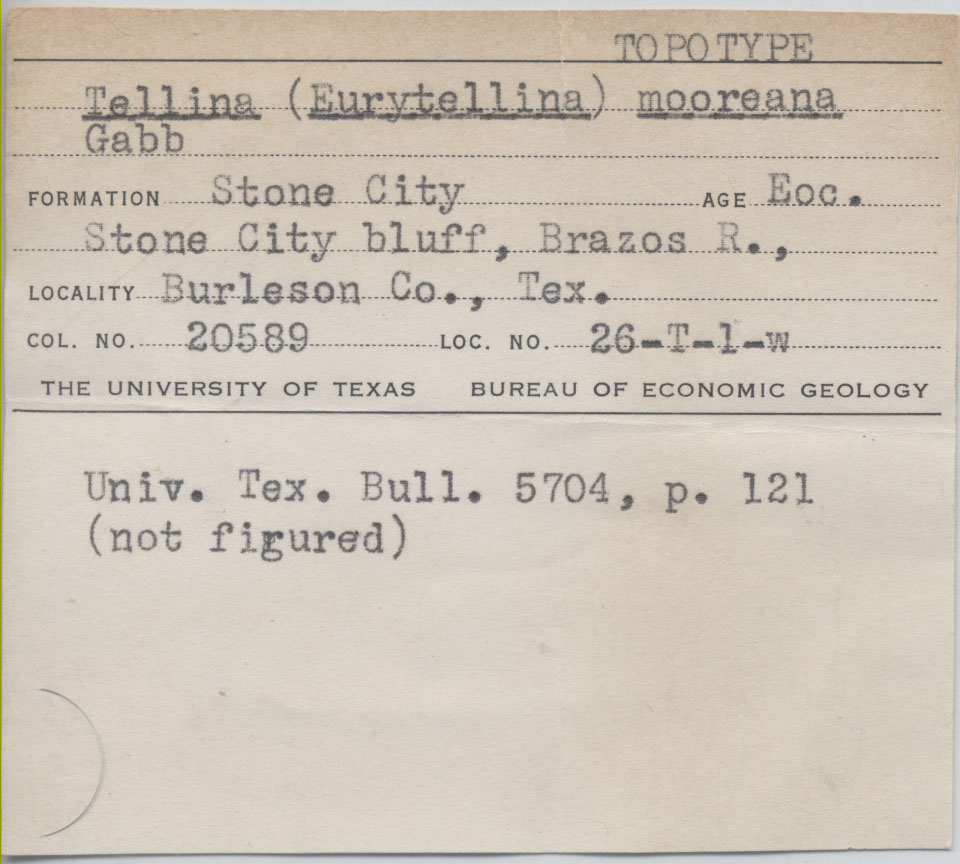 TOPOTYPE
Tellina (Eurytellina) mooreana
Gabb
FORMATION Stone City AGE Eoc.
Stone City bluff, Brazos R.,
LOCALITY Burleson Co., Tex.
COL. NO. 20589 LOC. NO. 26-T-1-w
THE UNIVERSITY OF TEXAS BUREAU OF ECONOMIC GEOLOGY
Univ. Tex. Bull. 5704, p. 121
(not figured)